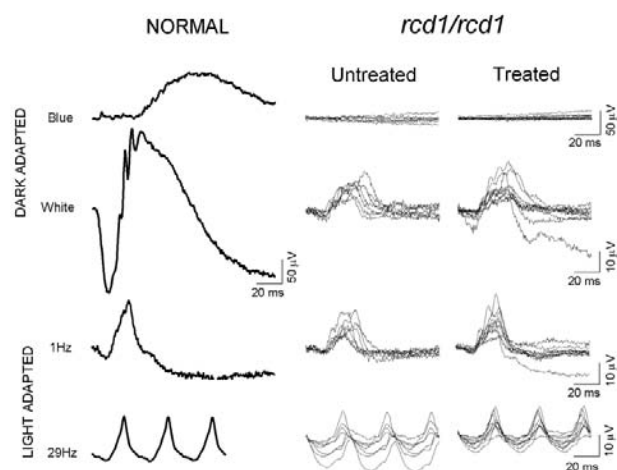 NORMAL
rcd1/rcd1
Untreated
Treated
DARK ADAPTED
Blue
50 µV
20 ms
White
50 µV
20 ms
10 µV
20 ms
LIGHT ADAPTED
1Hz
10 µV
20 ms
29Hz
10 µV
20 ms